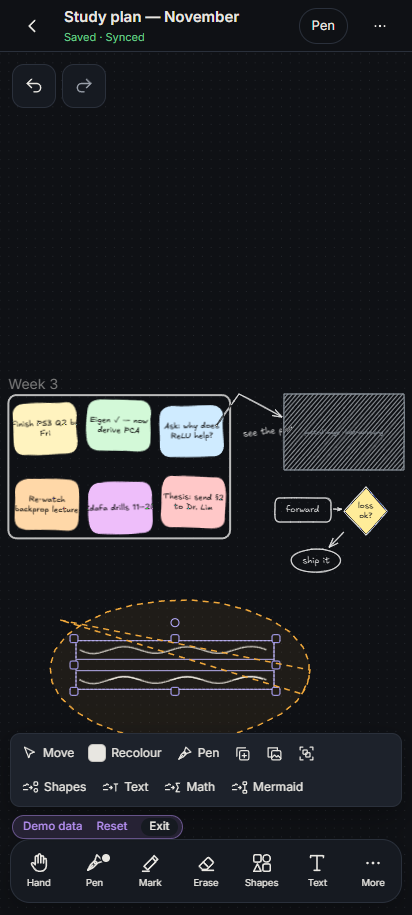 Study plan — November
Saved · Synced
Pen
Week 3
Finish PS3 Q2 by
Fri
Eigen ✓ — now
derive PCA
Ask: why does
ReLU help?
see the
Re-watch
backprop lecture
drills 11–20
Thesis: send §2
to Dr. Lim
forward
loss
ok?
ship it
Move
Recolour
Pen
Shapes
Text
Math
Mermaid
Demo data
Reset
Exit
Hand
Pen
Mark
Erase
Shapes
Text
More